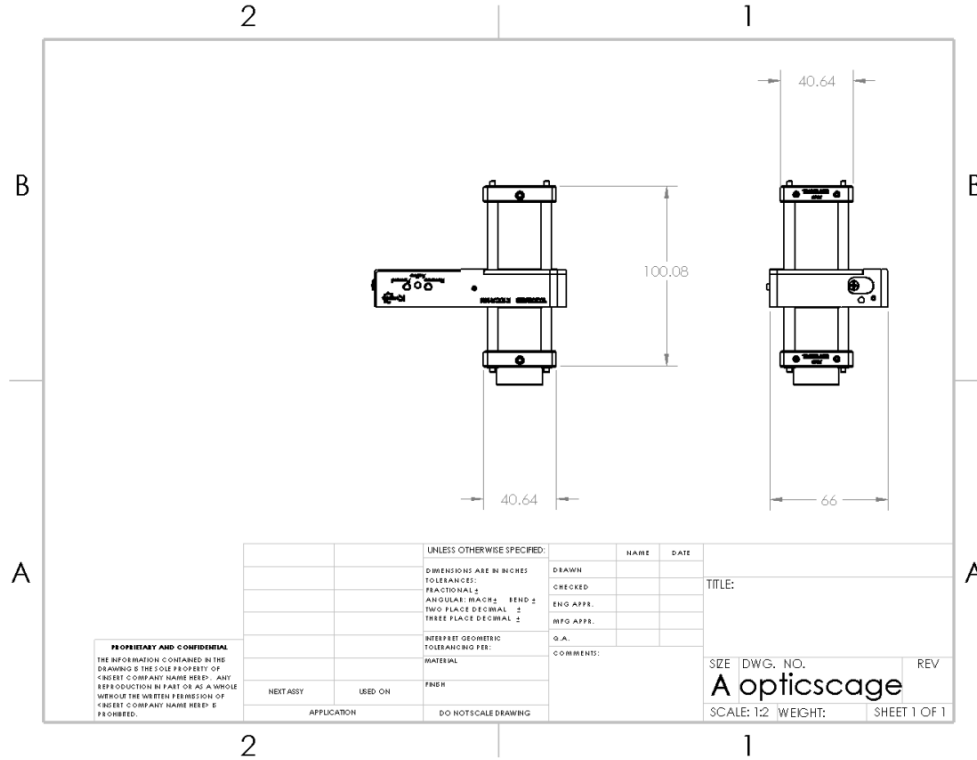 2
1
40.64
B
B
100.08
40.64
66
A
A
UNLESS OTHERWISE SPECIFIED:
DIMENSIONS ARE IN INCHES
TOLERANCES:
FRACTIONAL ±
ANGULAR: MACH ± BEND ±
TWO PLACE DECIMAL ±
THREE PLACE DECIMAL ±
INTERPRET GEOMETRIC
TOLERANCING PER:
MATERIAL
FINISH
DO NOT SCALE DRAWING
NAME
DATE
DRAWN
CHECKED
ENG APPR.
MFG APPR.
Q.A.
COMMENTS:
TITLE:
PROPRIETARY AND CONFIDENTIAL
THE INFORMATION CONTAINED IN THIS
DRAWING IS THE SOLE PROPERTY OF
<INSERT COMPANY NAME HERE>. ANY
REPRODUCTION IN PART OR AS A WHOLE
WITHOUT THE WRITTEN PERMISSION OF
<INSERT COMPANY NAME HERE> IS
PROHIBITED.
NEXT ASSY
USED ON
APPLICATION
SIZE
DWG. NO.
REV
A
opticscage
SCALE: 1:2
WEIGHT:
SHEET 1 OF 1
2
1